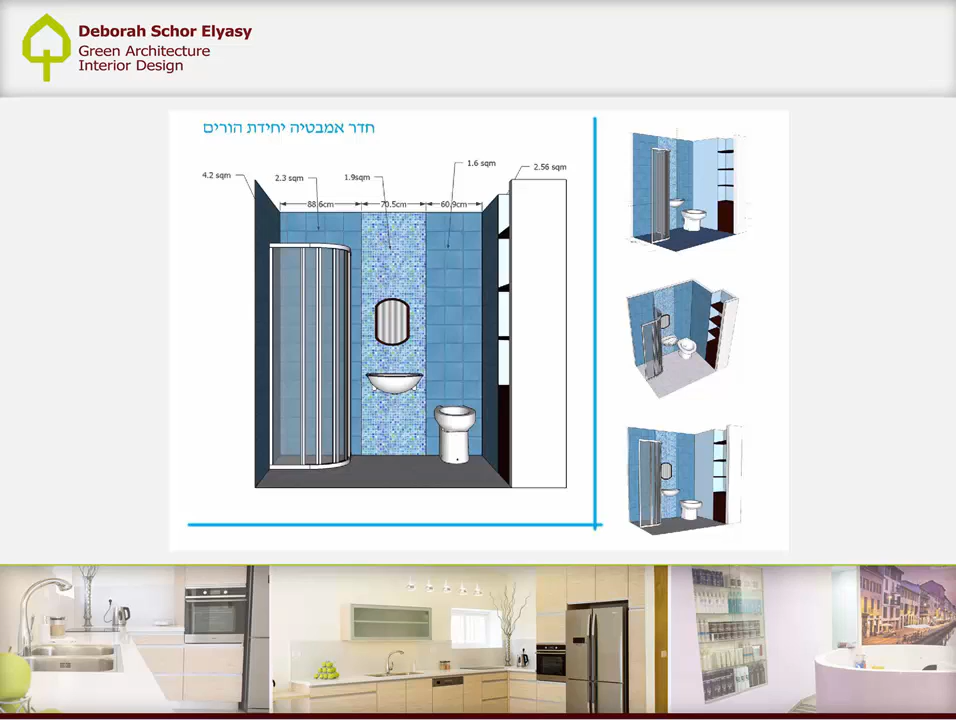 Deborah Schor Elyasy
Green Architecture
Interior Design
חדר אמבטיה יחידת הורים
4.2 sqm
2.3 sqm
1.9sqm
1.6 sqm
2.56 sqm
88.6cm
70.5cm
60.9cm